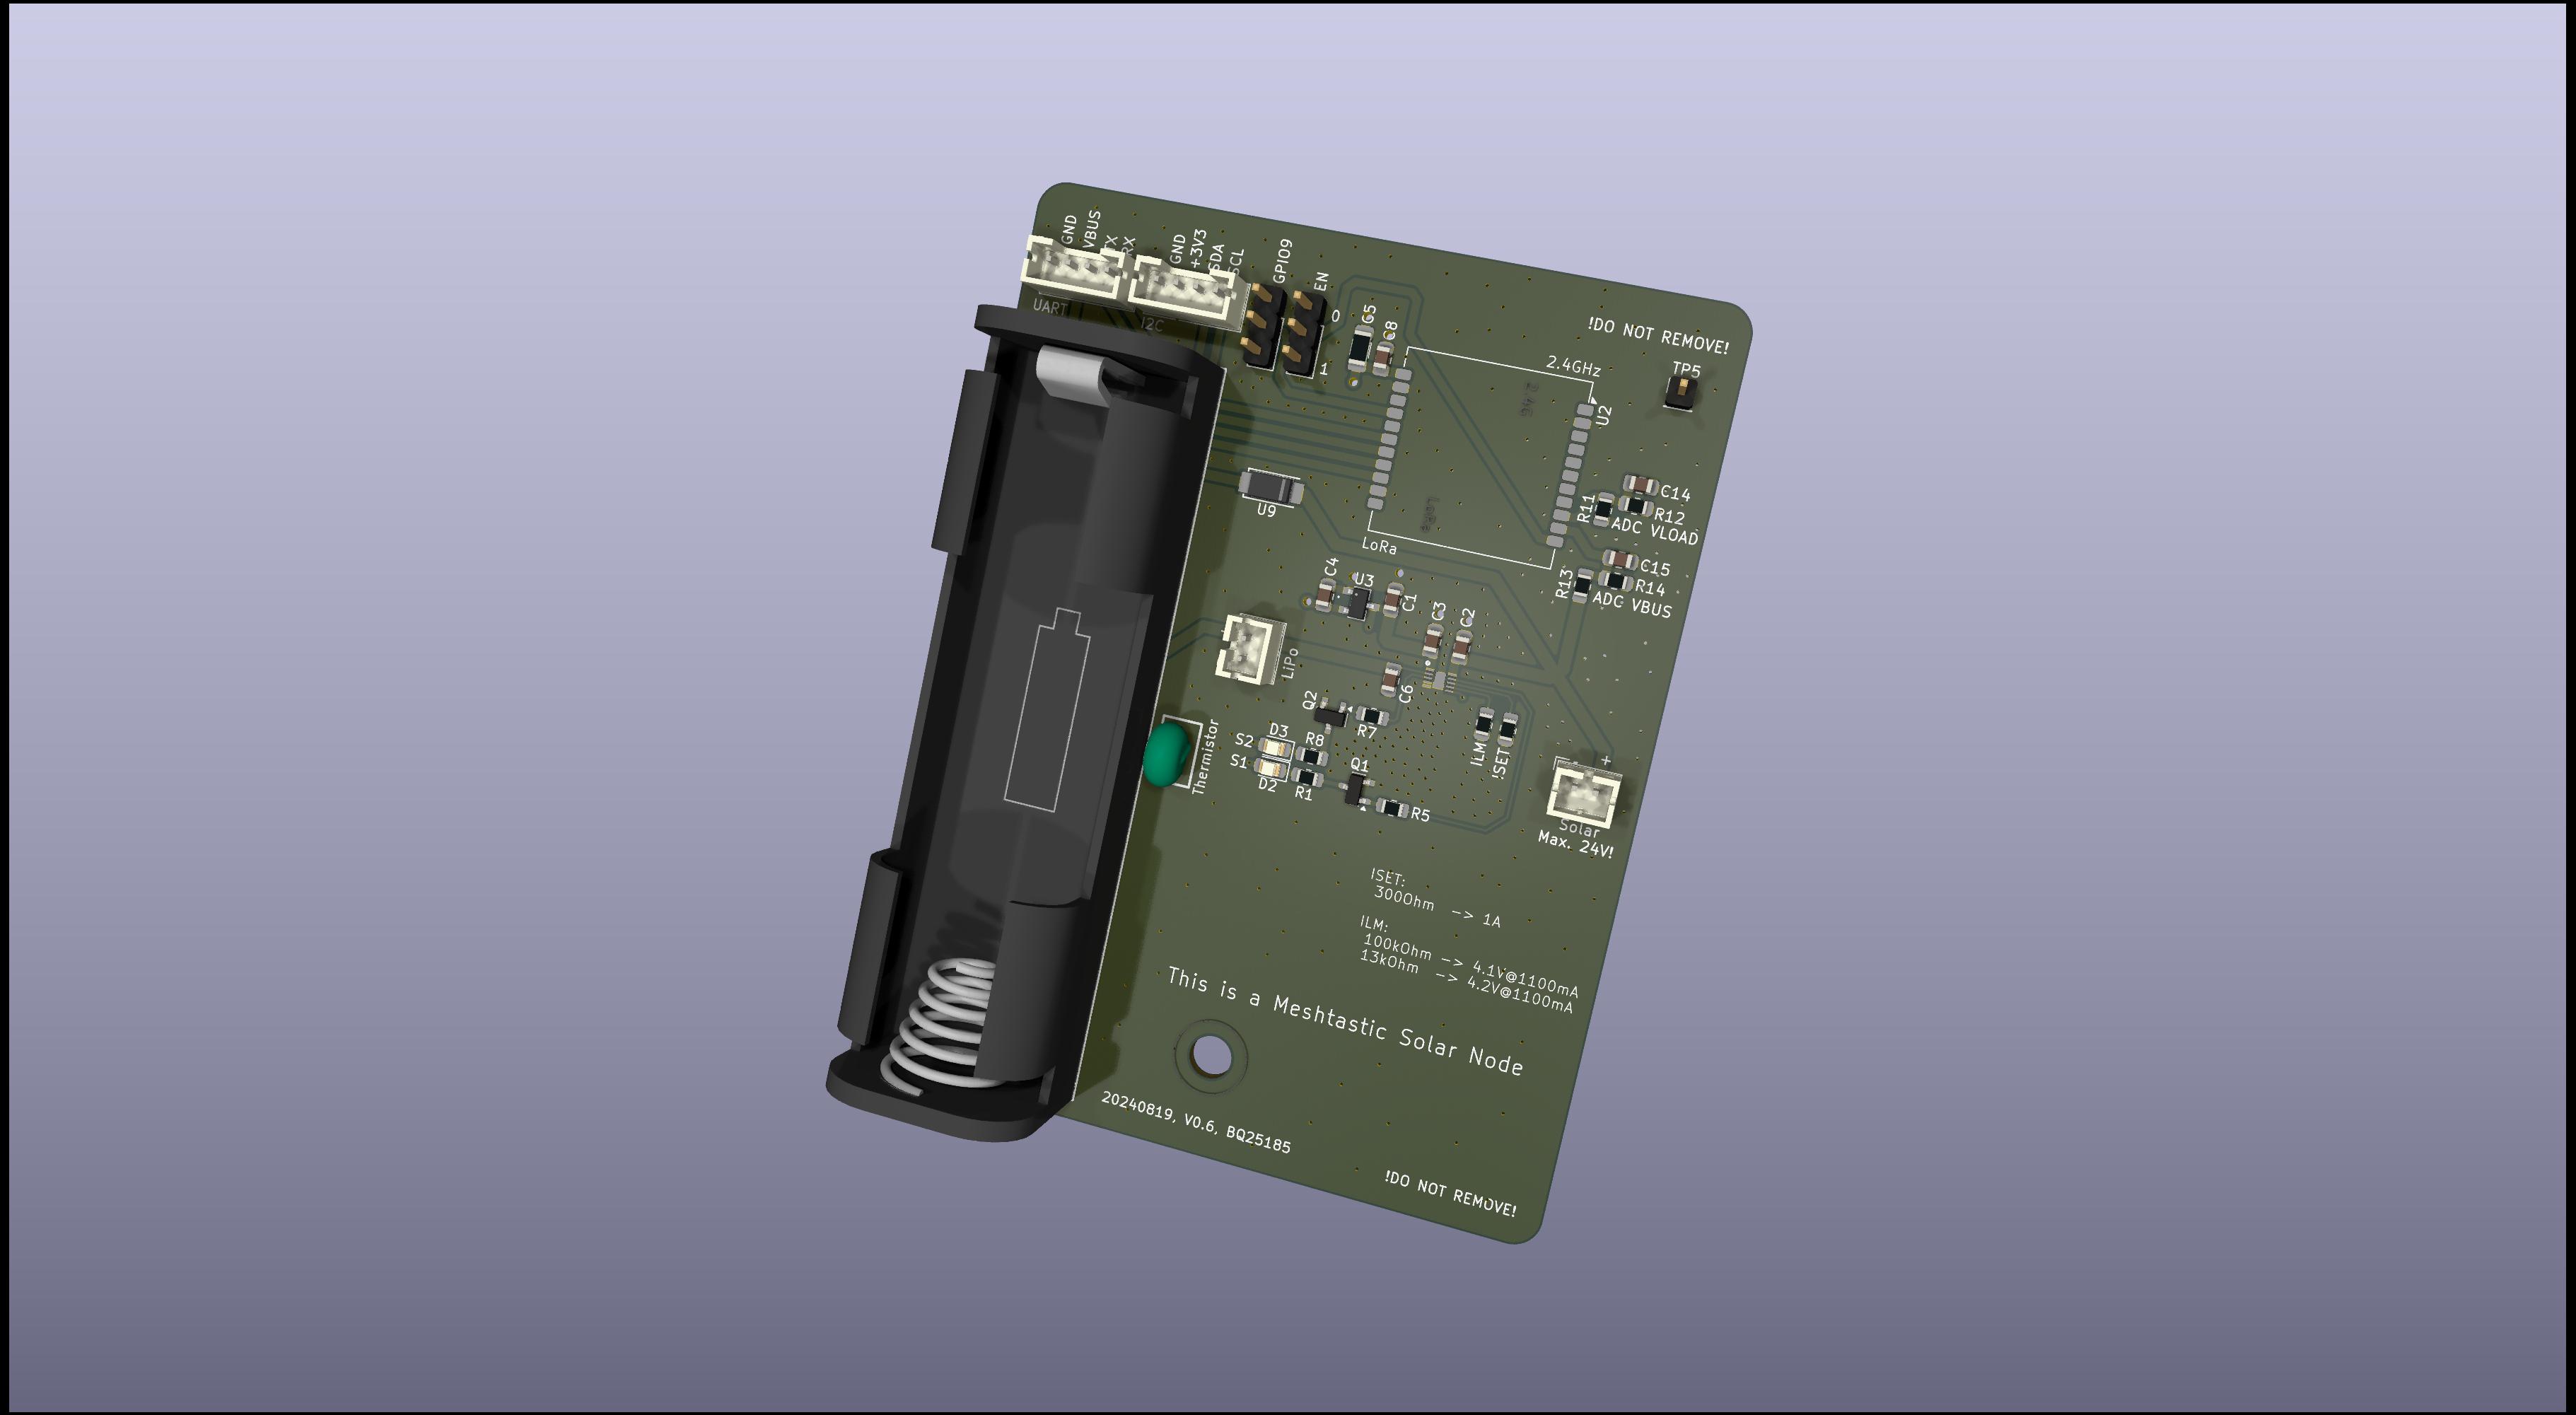 GND
VBUS
TX
RX
GND
+3V3
SDA
SCL
GPIO9
EN
UART
I2C
0
1
C5
C8
!DO NOT REMOVE!
2.4GHz
TP5
U2
U9
LoRa
C14
R11
R12
ADC VLOAD
C15
R13
R14
ADC VBUS
C4
U3
C1
C3
C2
LiPo
C6
Q2
R7
Thermistor
S2
D3
R8
S1
D2
R1
Q1
R5
ILM
ISET
+
Solar
Max. 24V!
ISET:
300Ohm --> 1A
ILM:
100kOhm --> 4.1V@1100mA
13kOhm --> 4.2V@1100mA
This is a Meshtastic Solar Node
20240819, V0.6, BQ25185
!DO NOT REMOVE!